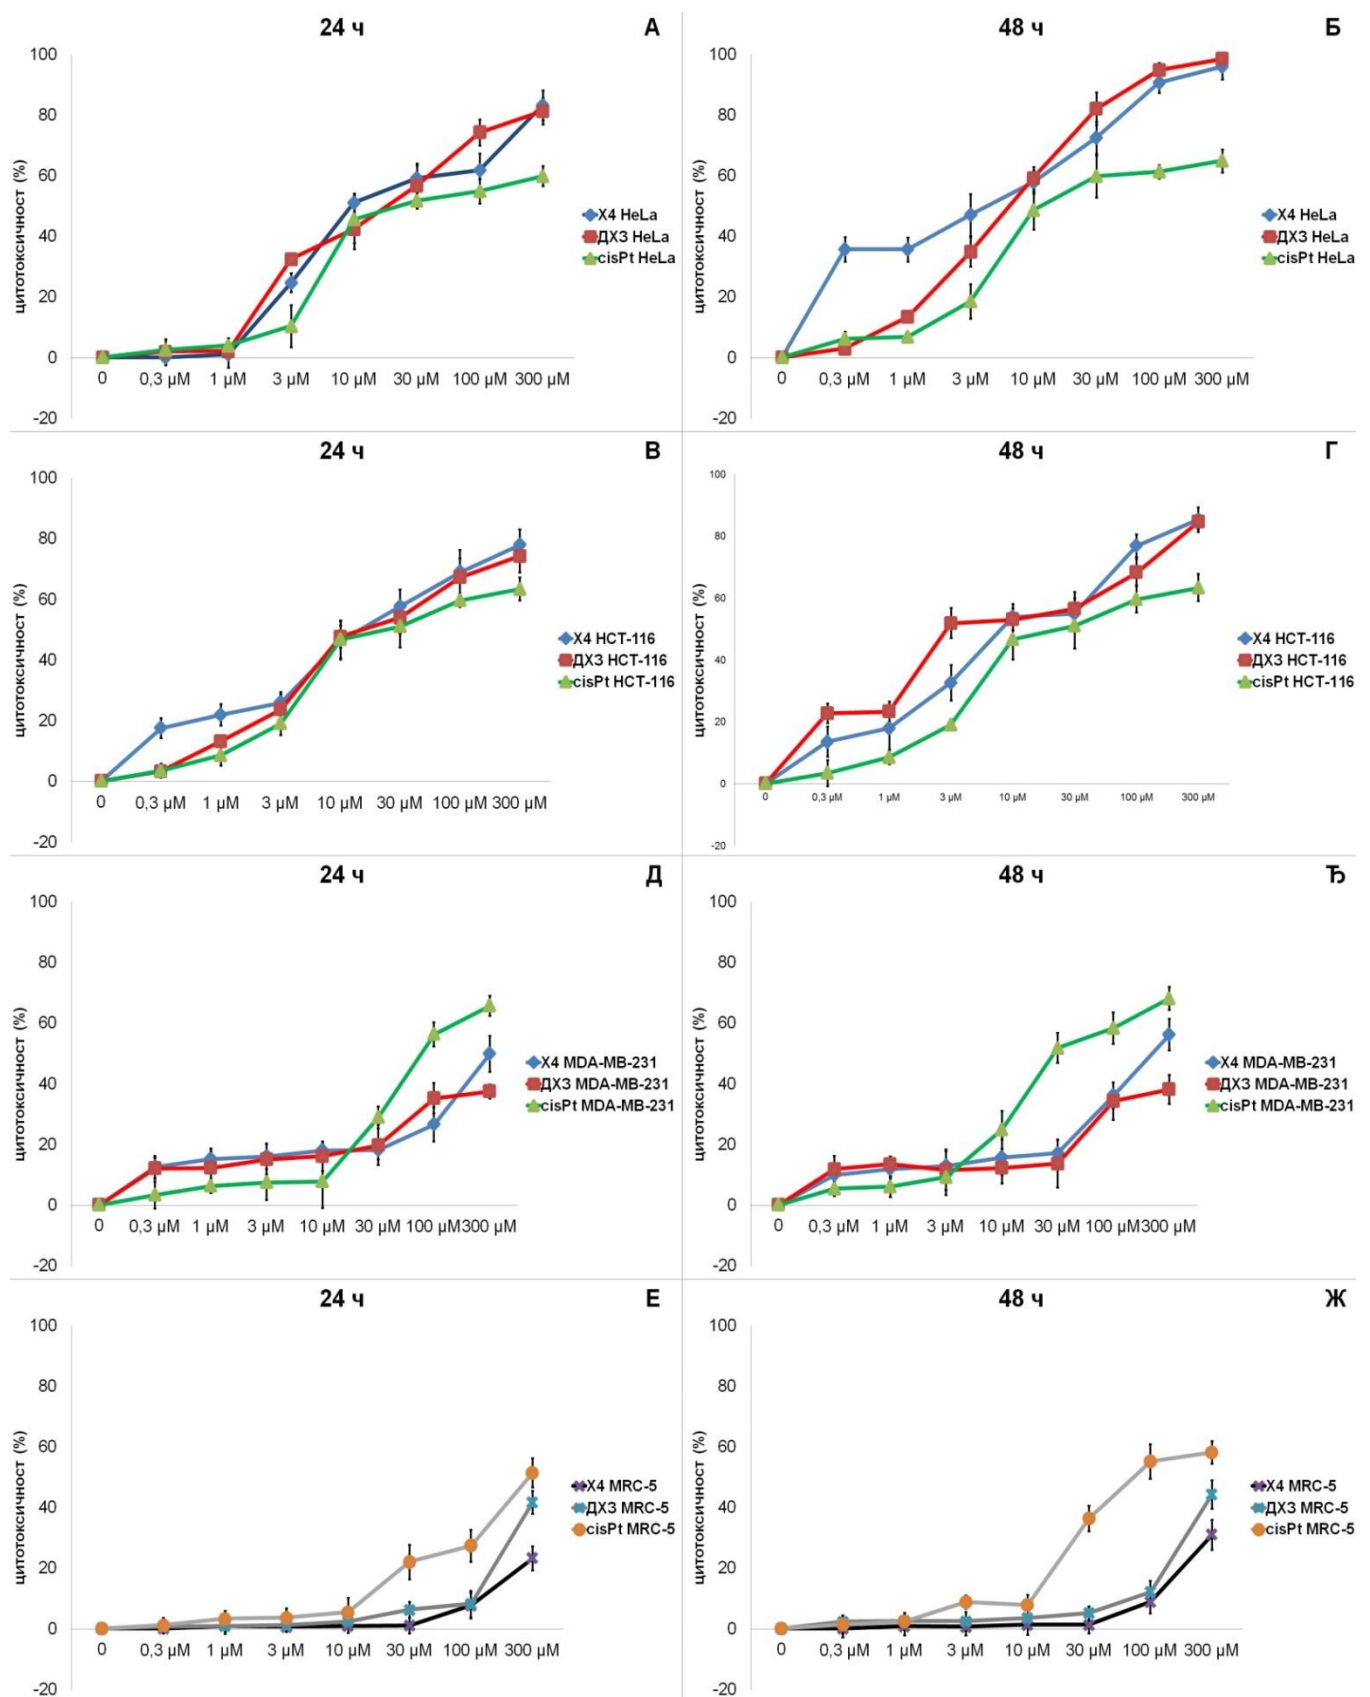 24 ч
А
цитотоксичност (%)
100
80
60
40
20
0
-20
0 0,3 μM 1 μM 3 μM 10 μM 30 μM 100 μM 300 μM
Х4 HeLa
ДХ3 HeLa
cisPt HeLa
48 ч
Б
цитотоксичност (%)
100
80
60
40
20
0
-20
0 0,3 μM 1 μM 3 μM 10 μM 30 μM 100 μM 300 μM
Х4 HeLa
ДХ3 HeLa
cisPt HeLa
24 ч
В
цитотоксичност (%)
100
80
60
40
20
0
-20
0 0,3 μM 1 μM 3 μM 10 μM 30 μM 100 μM 300 μM
Х4 HCT-116
ДХ3 HCT-116
cisPt HCT-116
48 ч
Г
цитотоксичност (%)
100
80
60
40
20
0
-20
0 0,3 μM 1 μM 3 μM 10 μM 30 μM 100 μM 300 μM
Х4 HCT-116
ДХ3 HCT-116
cisPt HCT-116
24 ч
Д
цитотоксичност (%)
100
80
60
40
20
0
-20
0 0,3 μM 1 μM 3 μM 10 μM 30 μM 100 μM 300 μM
Х4 MDA-MB-231
ДХ3 MDA-MB-231
cisPt MDA-MB-231
48 ч
Ђ
цитотоксичност (%)
100
80
60
40
20
0
-20
0 0,3 μM 1 μM 3 μM 10 μM 30 μM 100 μM 300 μM
Х4 MDA-MB-231
ДХ3 MDA-MB-231
cisPt MDA-MB-231
24 ч
Е
цитотоксичност (%)
100
80
60
40
20
0
-20
0 0,3 μM 1 μM 3 μM 10 μM 30 μM 100 μM 300 μM
Х4 MRC-5
ДХ3 MRC-5
cisPt MRC-5
48 ч
Ж
цитотоксичност (%)
100
80
60
40
20
0
-20
0 0,3 μM 1 μM 3 μM 10 μM 30 μM 100 μM 300 μM
Х4 MRC-5
ДХ3 MRC-5
cisPt MRC-5